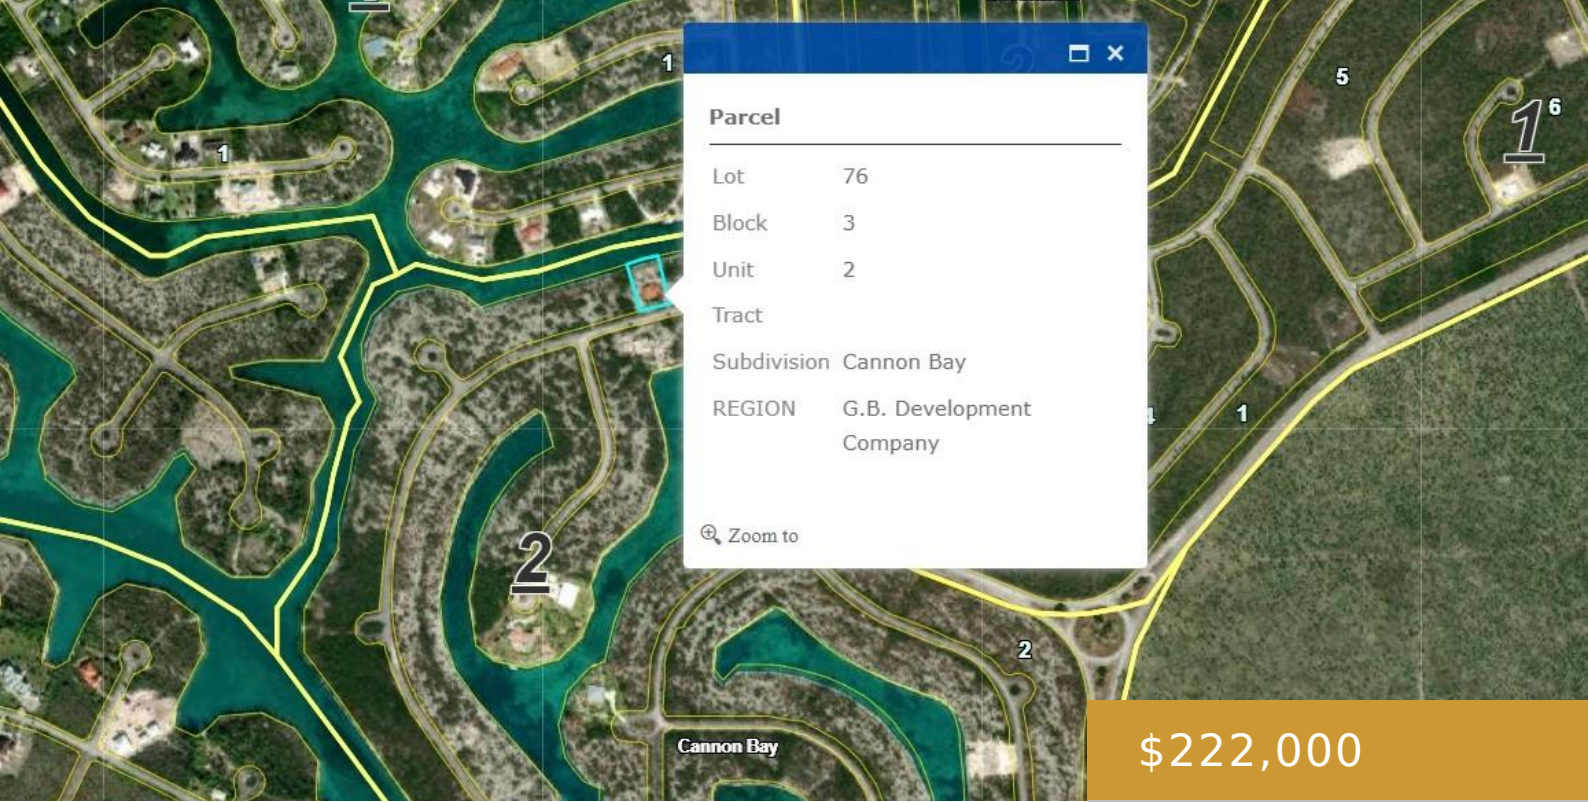 1
5
6
1
1
Parcel
Lot 76
Block 3
Unit 2
Tract
Subdivision Cannon Bay
REGION G.B. Development
Company
1
Zoom to
2
2
Cannon Bay
$222,000